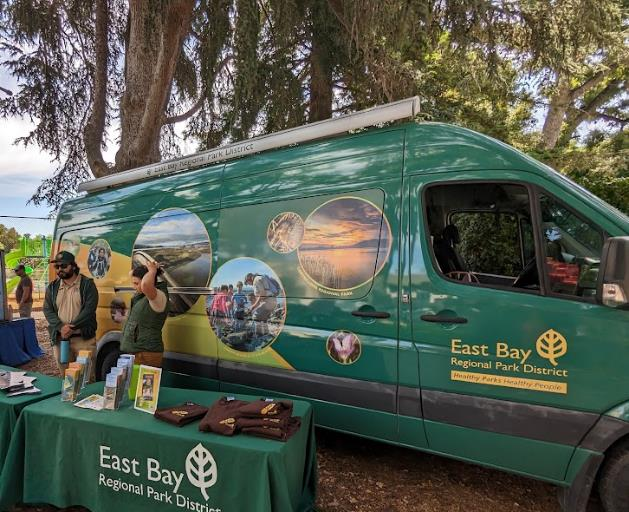 East Bay Regional Park District
East Bay
Regional Park District
Healthy Parks Healthy People
East Bay
Regional Park District